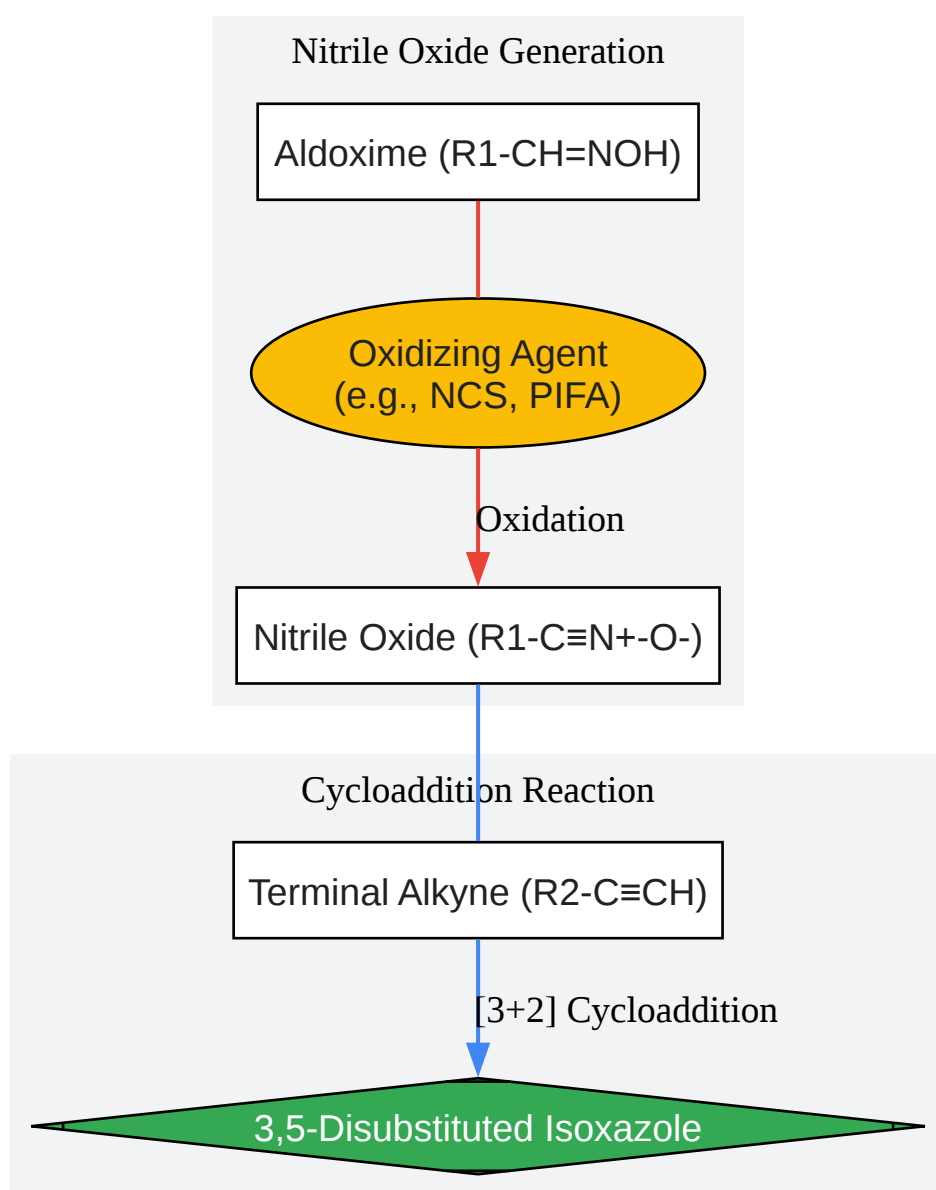 Nitrile Oxide Generation
Aldoxime (R1-CH=NOH)
Oxidizing Agent
(e.g., NCS, PIFA)
Oxidation
Nitrile Oxide (R1-C≡N+-O-)
Cycloaddition Reaction
Terminal Alkyne (R2-C≡CH)
[3+2] Cycloaddition
3,5-Disubstituted Isoxazole